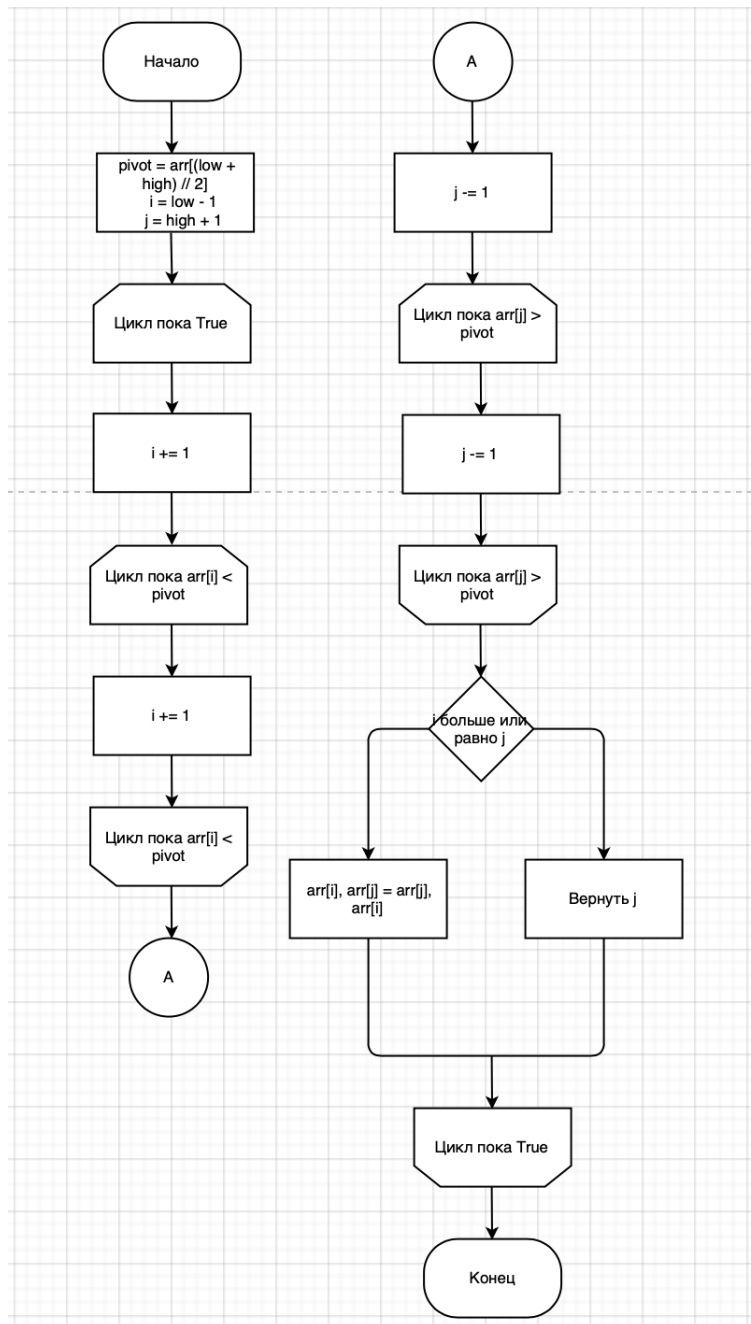 Начало
pivot = arr[(low +
high) // 2]
i = low - 1
j = high + 1
Цикл пока True
i += 1
Цикл пока arr[i] <
pivot
i += 1
Цикл пока arr[i] <
pivot
А
А
j -= 1
Цикл пока arr[j] >
pivot
j -= 1
Цикл пока arr[j] >
pivot
i больше или
равно j
arr[i], arr[j] = arr[j],
arr[i]
Вернуть j
Цикл пока True
Конец